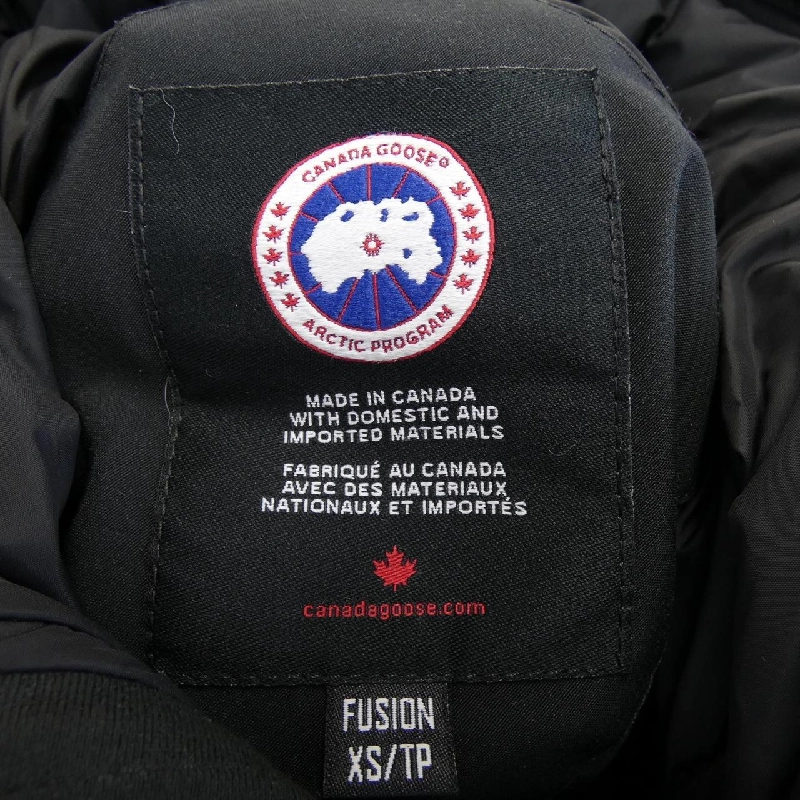 CANADA GOOSE®
ARCTIC PROGRAM
MADE IN CANADA
WITH DOMESTIC AND
IMPORTED MATERIALS
FABRIQUÉ AU CANADA
AVEC DES MATERIAUX
NATIONAUX ET IMPORTÉS
canadagoose.com
FUSION
XS/TP